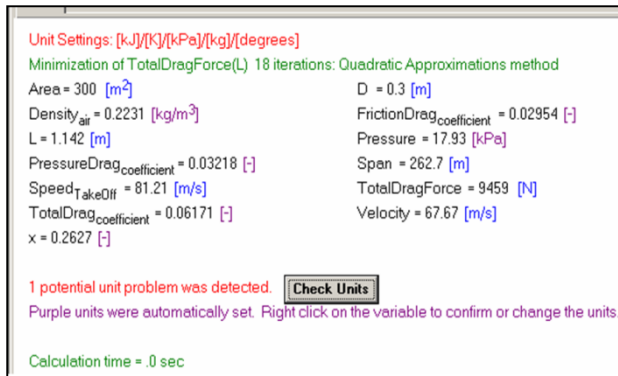 Unit Settings: [kJ]/[K]/[kPa]/[kg]/[degrees]
Minimization of TotalDragForce(L) 18 iterations: Quadratic Approximations method
Area = 300 [m2] D = 0.3 [m]
Densityair = 0.2231 [kg/m3] FrictionDragcoefficient = 0.02954 [-]
L = 1.142 [m] Pressure = 17.93 [kPa]
PressureDragcoefficient = 0.03218 [-] Span = 262.7 [m]
SpeedTakeOff = 81.21 [m/s] TotalDragForce = 9459 [N]
TotalDragcoefficient = 0.06171 [-] Velocity = 67.67 [m/s]
x = 0.2627 [-]
1 potential unit problem was detected. Check Units
Purple units were automatically set. Right click on the variable to confirm or change the units.
Calculation time = .0 sec